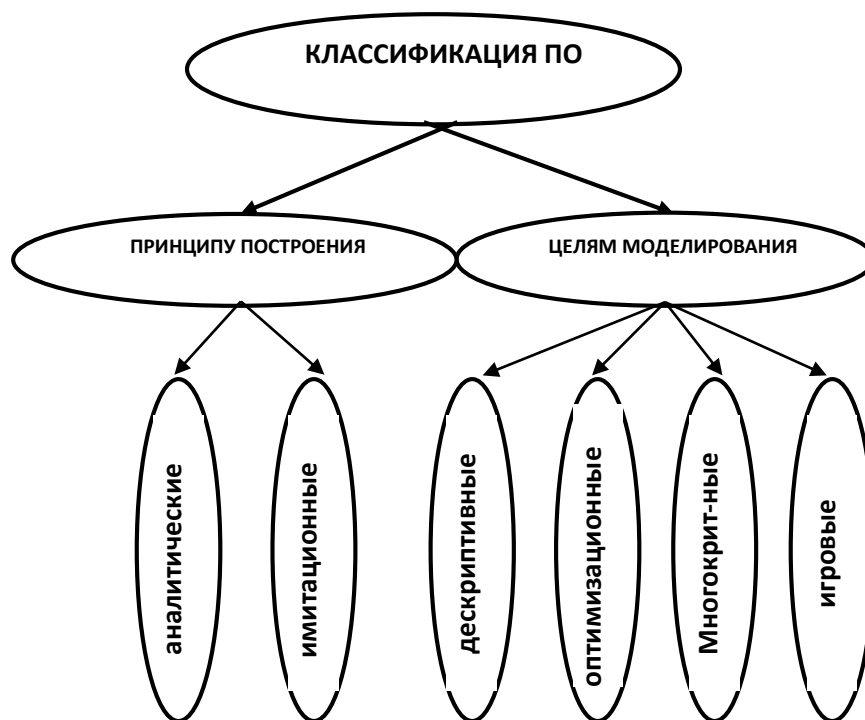 КЛАССИФИКАЦИЯ ПО
ПРИНЦИПУ ПОСТРОЕНИЯ
ЦЕЛЯМ МОДЕЛИРОВАНИЯ
аналитические
имитационные
дескриптивные
оптимизационные
Многокрит-ные
игровые